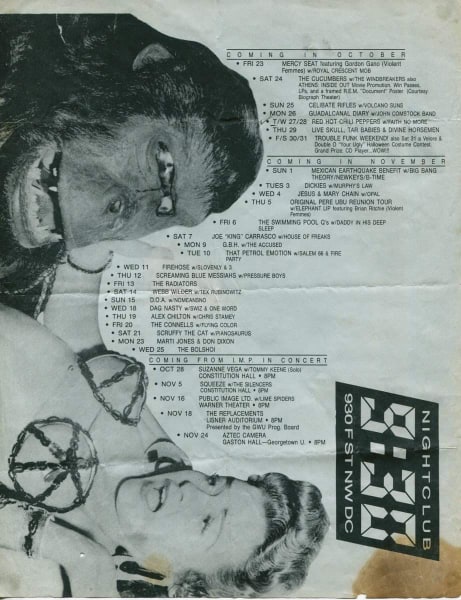 COMING IN OCTOBER
• FRI 23 MERCY SEAT featuring Gordon Gano (Violent
Femmes) w/ROYAL CRESCENT MOB
• SAT 24 THE CUCUMBERS w/THE WINDBREAKERS also
ATHENS: INSIDE OUT Movie Promotion, Win Passes,
LPs, and a framed R.E.M. "Document" Poster (Courtesy
Biograph Theater)
• SUN 25 CELIBATE RIFLES w/VOLCANO SUNS
• MON 26 GUADALCANAL DIARY w/JOHN COMSTOCK BAND
• T/W 27/28 RED HOT CHILI PEPPERS w/FAITH NO MORE
• THU 29 LIVE SKULL, TAR BABIES & DIVINE HORSEMEN
• F/S 30/31 TROUBLE FUNK WEEKEND! also Sat 31 a Velcro &
Double O "Your Ugly" Halloween Costume Contest.
Grand Prize: CD Player...WOW!!!
COMING IN NOVEMBER
• SUN 1 MEXICAN EARTHQUAKE BENEFIT w/BIG BANG
THEORY/NEWKEYS/B-TIME
• TUES 3 DICKIES w/MURPHY'S LAW
• WED 4 JESUS & MARY CHAIN w/OPAL
• THU 5 ORIGINAL PERE UBU REUNION TOUR
w/ELEPHANT LIP featuring Brian Ritchie (Violent
Femmes)
• FRI 6 THE SWIMMING POOL Q's w/DADDY IN HIS DEEP
SLEEP
SAT 7 JOE "KING" CARRASCO w/HOUSE OF FREAKS
• MON 9 G.B.H. w/THE ACCUSED
• TUE 10 THAT PETROL EMOTION w/SALEM 66 & FIRE
PARTY
• WED 11 FIREHOSE w/SLOVENLY & 3
• THU 12 SCREAMING BLUE MESSIAHS w/PRESSURE BOYS
• FRI 13 THE RADIATORS
• SAT 14 WEBB WILDER w/TEX RUBINOWITZ
• SUN 15 D.O.A. w/NOMEANSNO
• WED 18 DAG NASTY w/SWIZ & ONE WORD
• THU 19 ALEX CHILTON w/CHRIS STAMEY
• FRI 20 THE CONNELLS w/FLYING COLOR
• SAT 21 SCRUFFY THE CAT w/PIANOSAURUS
• MON 23 MARTI JONES & DON DIXON
• WED 25 THE BOLSHOI
COMING FROM I.M.P. IN CONCERT
• OCT 28 SUZANNE VEGA w/TOMMY KEENE (Solo)
CONSTITUTION HALL • 8PM
• NOV 5 SQUEEZE w/THE SILENCERS
CONSTITUTION HALL • 8PM
• NOV 16 PUBLIC IMAGE LTD. w/LIME SPIDERS
WARNER THEATER • 8PM
• NOV 18 THE REPLACEMENTS
LISNER AUDITORIUM • 8PM
Presented by the GWU Prog. Board
• NOV 24 AZTEC CAMERA
GASTON HALL—Georgetown U. • 8PM
NIGHTCLUB
9:30
930 F ST NW DC